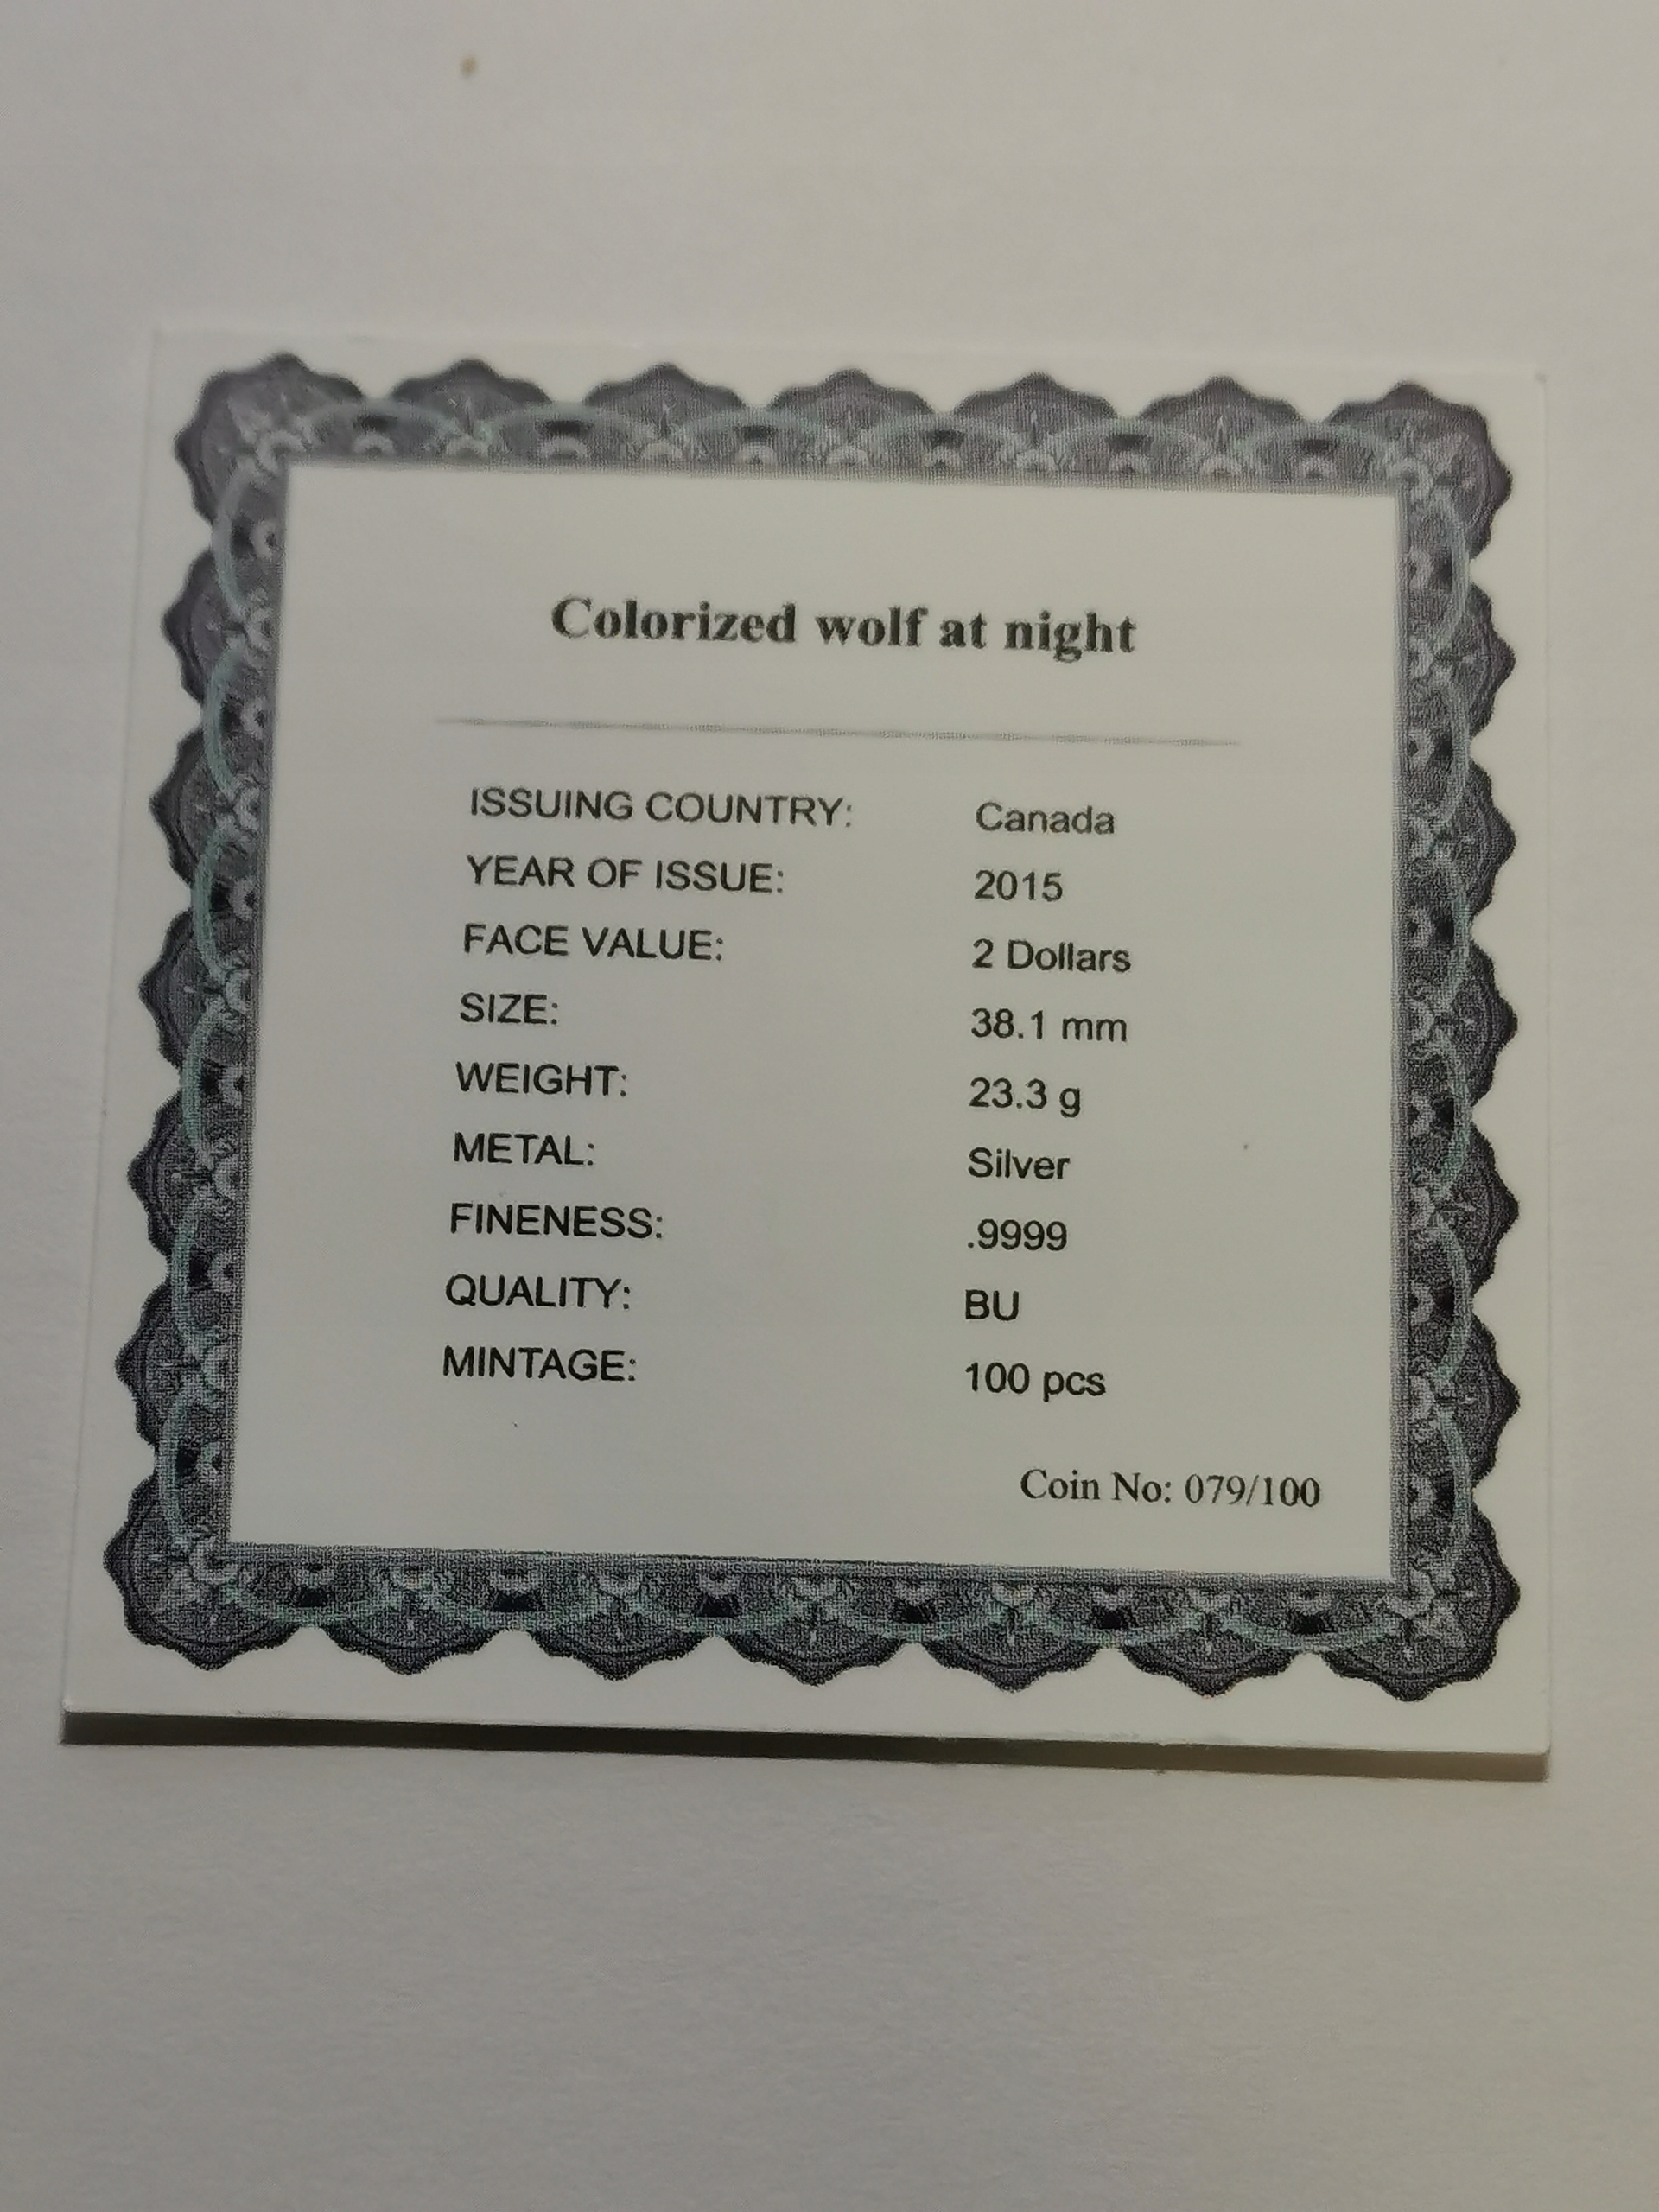 Colorized wolf at night
ISSUING COUNTRY: Canada
YEAR OF ISSUE: 2015
FACE VALUE: 2 Dollars
SIZE: 38.1 mm
WEIGHT: 23.3 g
METAL: Silver
FINENESS: .9999
QUALITY: BU
MINTAGE: 100 pcs
Coin No: 079/100